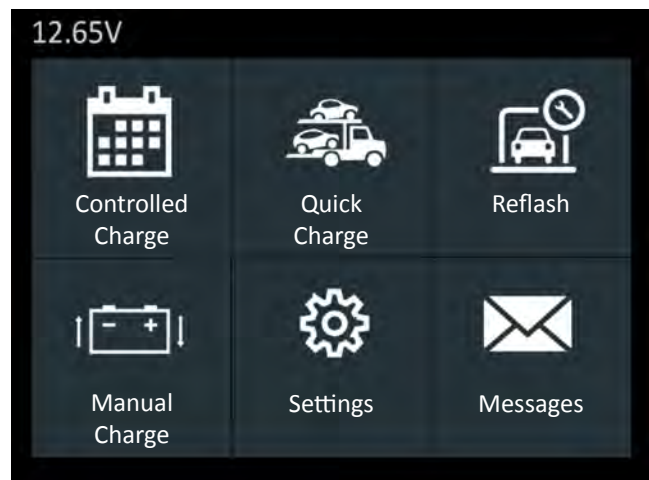 12.65V
Controlled
Charge
Quick
Charge
Reflash
Manual
Charge
Settings
Messages